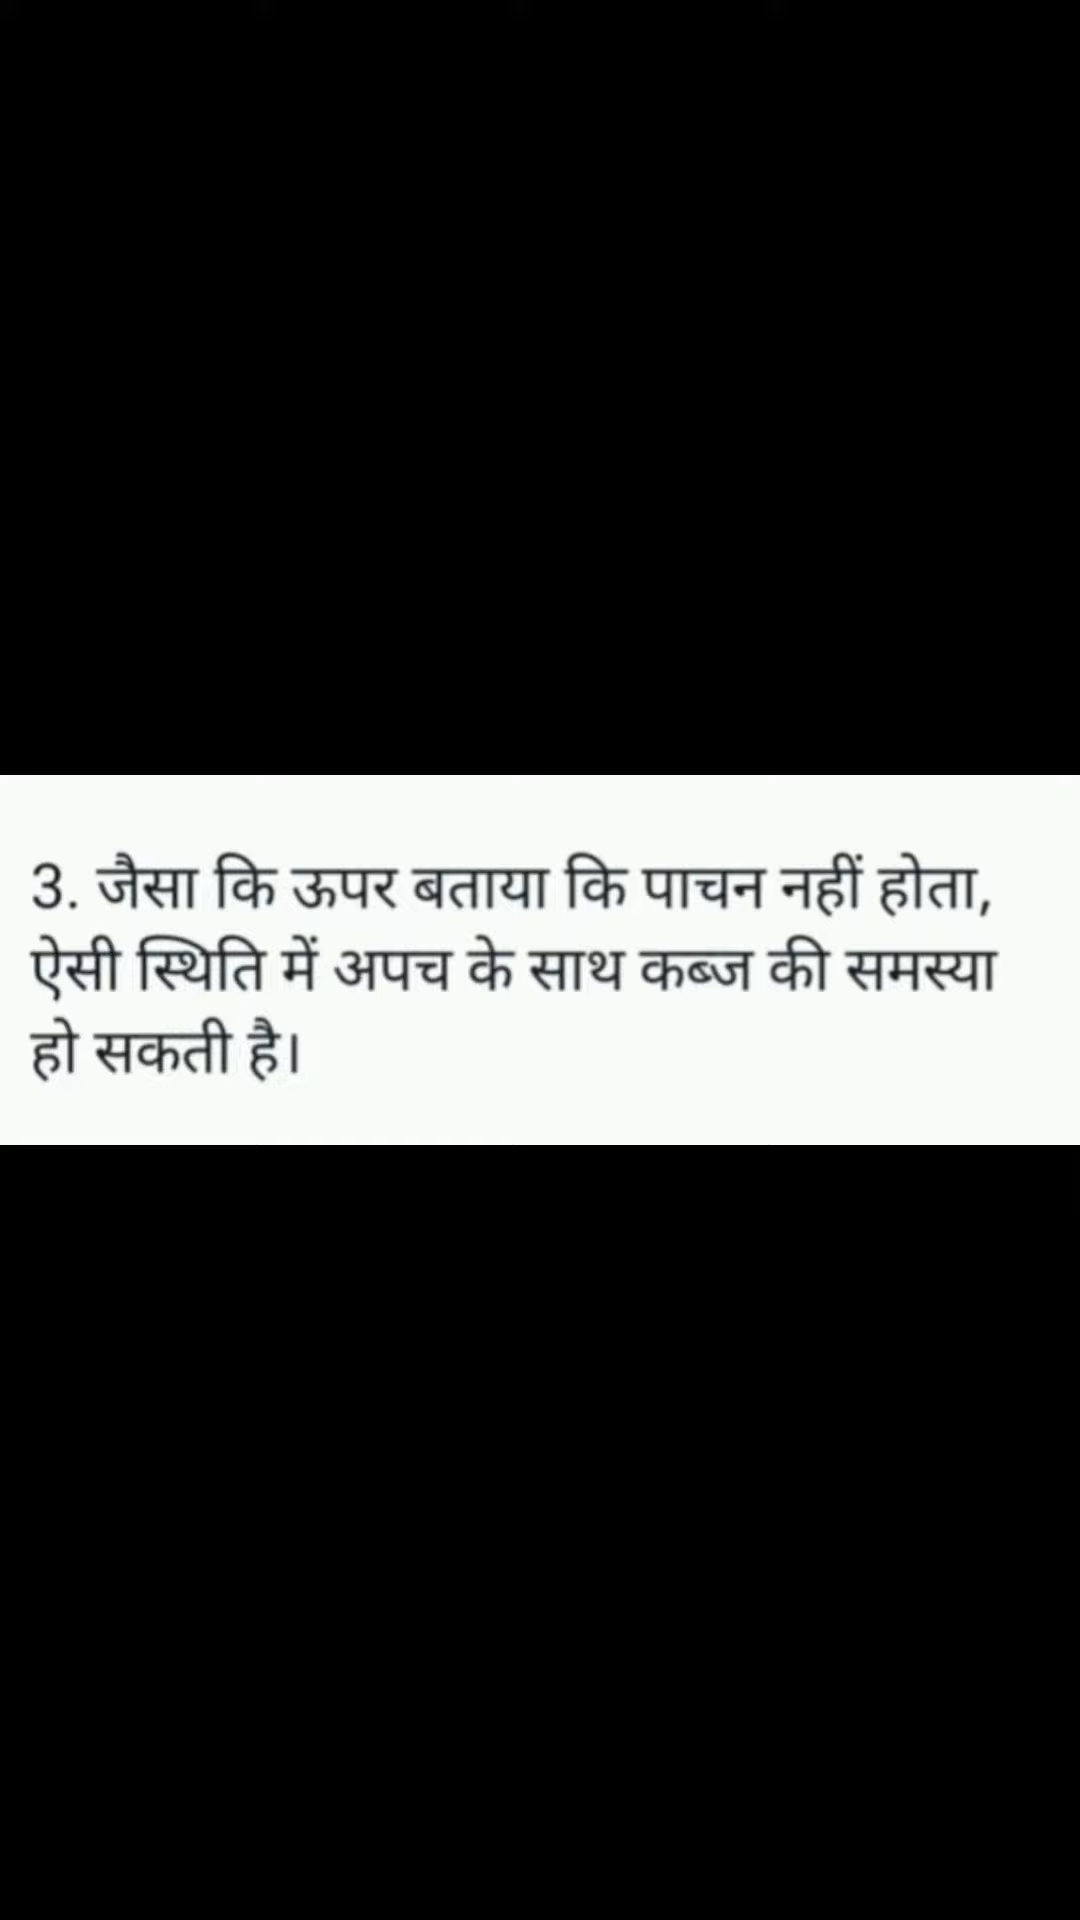 3. जैसा कि ऊपर बताया कि पाचन नहीं होता,
ऐसी स्थिति में अपच के साथ कब्ज की समस्या
हो सकती है।